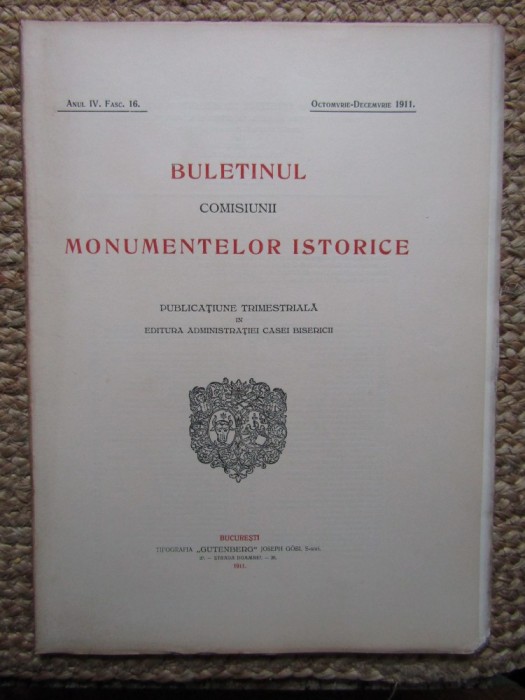 Anul IV. Fasc. 16. Octomvrie-Decemvrie 1911.
BULETINUL
COMISIUNII
MONUMENTELOR ISTORICE
PUBLICAȚIUNE TRIMESTRIALĂ
IN
EDITURA ADMINISTRAȚIEI CASEI BISERICII
BUCUREȘTI
TIPOGRAFIA „GUTENBERG” JOSEPH GÖBL
1911.